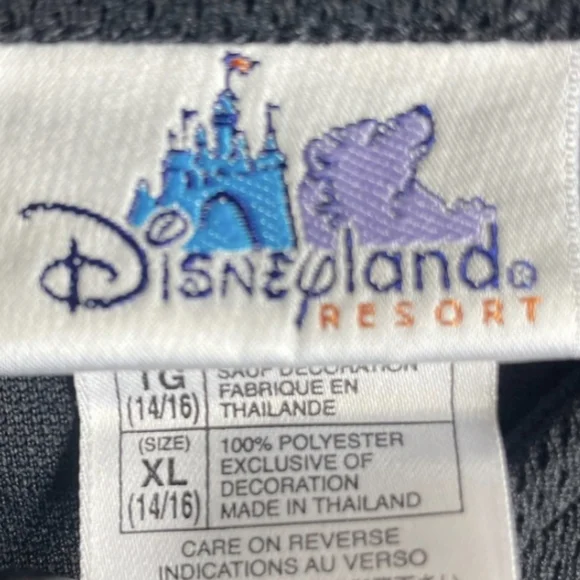 Disneyland®
RESORT
TG
SAUF DÉCORATION
(14/16)
FABRIQUE EN
THAILANDE
(SIZE)
XL
(14/16)
100% POLYESTER
EXCLUSIVE OF
DECORATION
MADE IN THAILAND
CARE ON REVERSE
INDICATIONS AU VERSO